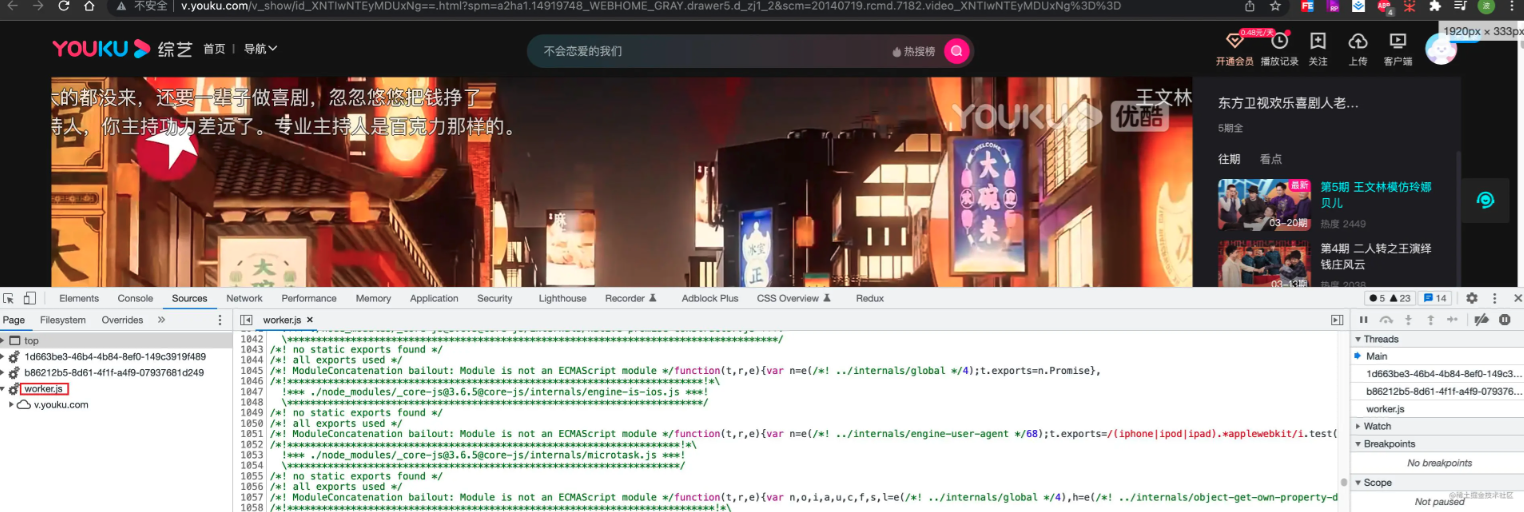 不安全 v.youku.com/v_show/id_XNTIwNTEyMDUxNg==.html?spm=a2ha1.14919748_WEBHOME_GRAY.drawer5.d_zj1_2&scm=20140719.rcmd.7182.video_XNTIwNTEyMDUxNg%3D%3D
1920px × 333px
YOUKU 综艺 首页 导航 不会恋爱的我们 热搜榜
0.48元/天
开通会员 播放记录 关注 上传 客户端
的都没来，还要一辈子做喜剧，忽忽悠悠把钱挣了
王文林
持人，你主持功力差远了。专业主持人是百克力那样的。
YOUKU 优酷
WELCOME
大碗来
大碗
冰室
正
东方卫视欢乐喜剧人老...
5期全
往期 看点
最新
第5期 王文林模仿玲娜贝儿
03-20期
热度 2449
第4期 二人转之王演绎钱庄风云
03-13期
热度 2038
Elements Console Sources Network Performance Memory Application Security Lighthouse Recorder Adblock Plus CSS Overview Redux
5 23 14
Page Filesystem Overrides »
worker.js ×
top
1d663be3-46b4-4b84-8ef0-149c3919f489
b86212b5-8d61-4f1f-a4f9-07937681d249
worker.js
v.youku.com
1042 \***********************************************************************************/
1043 /*! no static exports found */
1044 /*! all exports used */
1045 /*! ModuleConcatenation bailout: Module is not an ECMAScript module */function(t,r,e){var n=e(/*! ../internals/global */4);t.exports=n.Promise},
1046 /*!**********************************************************************!*\
1047 !*** ./node_modules/_core-js@3.6.5@core-js/internals/engine-is-ios.js ***!
1048 \**********************************************************************/
1049 /*! no static exports found */
1050 /*! all exports used */
1051 /*! ModuleConcatenation bailout: Module is not an ECMAScript module */function(t,r,e){var n=e(/*! ../internals/engine-user-agent */68);t.exports=/(iphone|ipod|ipad).*applewebkit/i.test(
1052 /*!******************************************************************!*\
1053 !*** ./node_modules/_core-js@3.6.5@core-js/internals/microtask.js ***!
1054 \******************************************************************/
1055 /*! no static exports found */
1056 /*! all exports used */
1057 /*! ModuleConcatenation bailout: Module is not an ECMAScript module */function(t,r,e){var n,o,i,a,u,c,f,s,l=e(/*! ../internals/global */4),h=e(/*! ../internals/object-get-own-property-d
1058 /*!************************************************************************!*\
Threads
Main
1d663be3-46b4-4b84-8ef0-149c3...
b86212b5-8d61-4f1f-a4f9-079376...
worker.js
Watch
Breakpoints
No breakpoints
Scope
Not paused
@稀土掘金技术社区